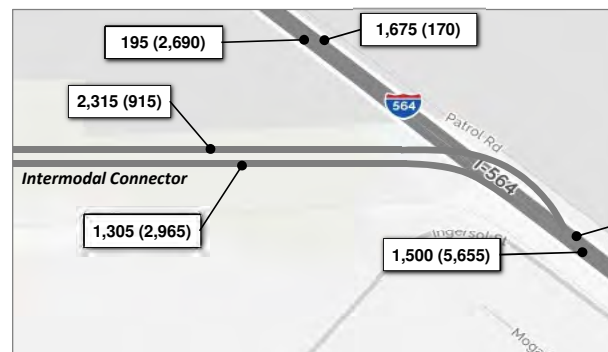 195 (2,690)
1,675 (170)
564
2,315 (915)
Patrol Rd
I-564
Intermodal Connector
1,305 (2,965)
Ingersol St
1,500 (5,655)